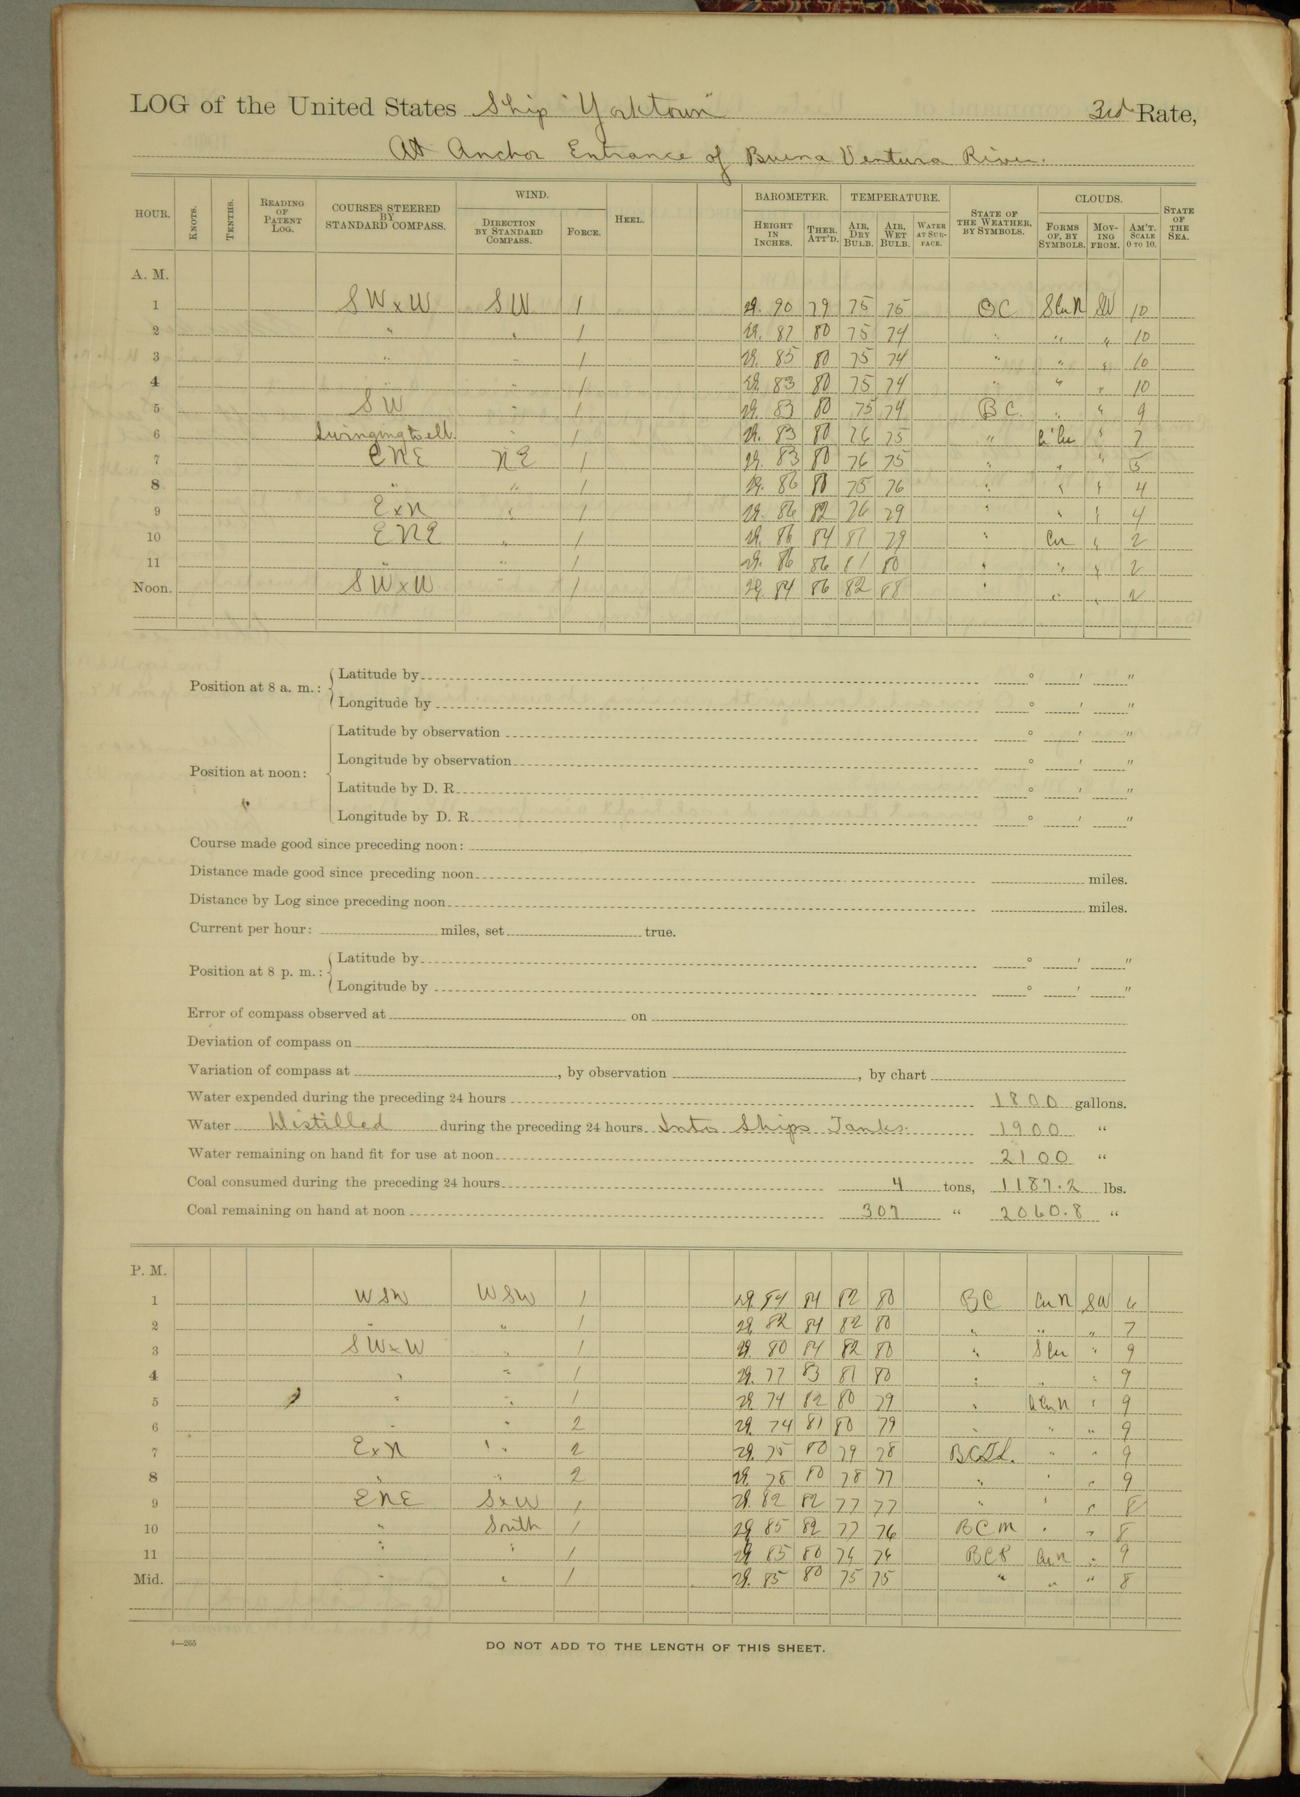 LOG of the United States Ship "Yorktown" 3rd Rate,
At Anchor Entrance of Buena Ventura River.
HOUR. KNOTS. TENTHS. READING OF PATENT LOG. COURSES STEERED BY STANDARD COMPASS. WIND. DIRECTION BY STANDARD COMPASS. FORCE. HEEL. BAROMETER. HEIGHT IN INCHES. THER. ATT'D. TEMPERATURE. AIR, DRY BULB. AIR, WET BULB. WATER AT SURFACE. STATE OF THE WEATHER, BY SYMBOLS. CLOUDS. FORMS OF, BY SYMBOLS. MOVING FROM. AM'T. SCALE 0 TO 10. STATE OF THE SEA.
A. M.
1 SWxW SW 1 29.90 79 75 75 OC SCuN SW 10
2 " " 1 29.87 80 75 74 " " " 10
3 " " 1 29.85 80 75 74 " " " 10
4 " " 1 29.83 80 75 74 " " " 10
5 SW " 1 29.83 80 75 74 BC " " 9
6 Swinging to ebb. " 1 29.83 80 76 75 " " 7
7 ENE NE 1 29.83 80 76 75 " " " 5
8 " " 1 29.86 80 75 76 " " " 4
9 ExN " 1 29.86 82 76 79 " " " 4
10 ENE " 1 29.86 84 81 79 " Cu " 2
11 " " 1 29.86 86 81 80 " " " 2
Noon. SWxW " 1 29.84 86 82 " " " 2
Position at 8 a. m.: Latitude by ° ′ ″
Longitude by ° ′ ″
Position at noon: Latitude by observation ° ′ ″
Longitude by observation ° ′ ″
Latitude by D. R. ° ′ ″
Longitude by D. R. ° ′ ″
Course made good since preceding noon:
Distance made good since preceding noon miles.
Distance by Log since preceding noon miles.
Current per hour: miles, set true.
Position at 8 p. m.: Latitude by ° ′ ″
Longitude by ° ′ ″
Error of compass observed at on
Deviation of compass on
Variation of compass at , by observation , by chart
Water expended during the preceding 24 hours 1800 gallons.
Water Distilled during the preceding 24 hours Into Ships Tanks. 1900 "
Water remaining on hand fit for use at noon 2100 "
Coal consumed during the preceding 24 hours 4 tons, 1187.2 lbs.
Coal remaining on hand at noon 307 " 2060.8 "
P. M.
1 WSW WSW 1 29.84 84 82 80 BC CuN SW 6
2 " " 1 29.82 84 82 80 " " " 7
3 SWxW " 1 29.80 84 82 80 " SCu " 9
4 " " 1 29.77 83 81 80 " " " 9
5 " " 1 29.74 82 80 79 " " 9
6 " " 2 29.74 81 80 79 " " " 9
7 ExN " 2 29.75 80 79 78 " " 9
8 " " 2 29.78 80 78 77 " " " 9
9 ENE SxW 1 29.82 82 77 77 " " " 8
10 " South 1 29.85 82 77 76 BCM " " 8
11 " " 1 29.85 80 CuN " 9
Mid. " " 1 29.85 80 75 75 " " " 8
4—265
DO NOT ADD TO THE LENGTH OF THIS SHEET.